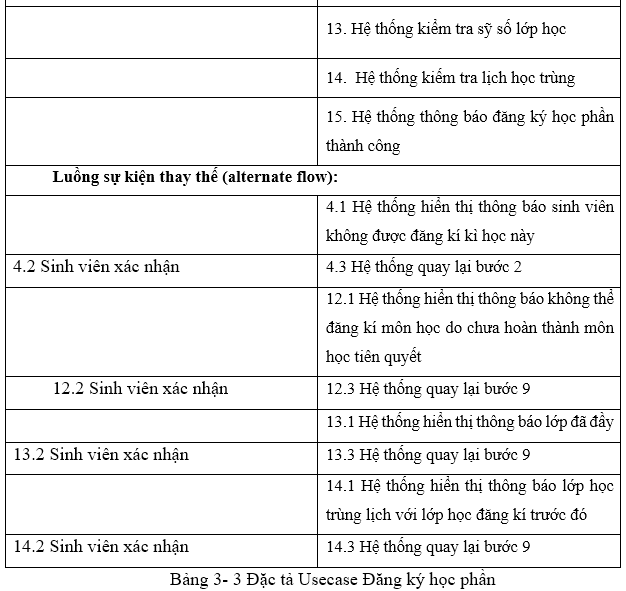 13. Hệ thống kiểm tra sỹ số lớp học
14. Hệ thống kiếm tra lịch học trùng
15. Hệ thống thông báo đăng ký học phần
thành công
Luồng sự kiện thay thế (alternate flow):
4.1 Hệ thống hiển thị thông báo sinh viên
không được đăng kí kì học này
4.2 Sinh viên xác nhận
4.3 Hệ thống quay lại bước 2
12.1 Hệ thống hiển thị thông báo không thể
đăng kí môn học do chưa hoàn thành môn
học tiên quyết
12.2 Sinh viên xác nhận
12.3 Hệ thống quay lại bước 9
13.1 Hệ thống hiển thị thông báo lớp đã đầy
13.2 Sinh viên xác nhận
13.3 Hệ thống quay lại bước 9
14.1 Hệ thống hiển thị thông báo lớp học
trùng lịch với lớp học đăng kí trước đó
14.2 Sinh viên xác nhận
14.3 Hệ thống quay lại bước 9
Bảng 3- 3 Đặc tả Usecase Đăng ký học phần